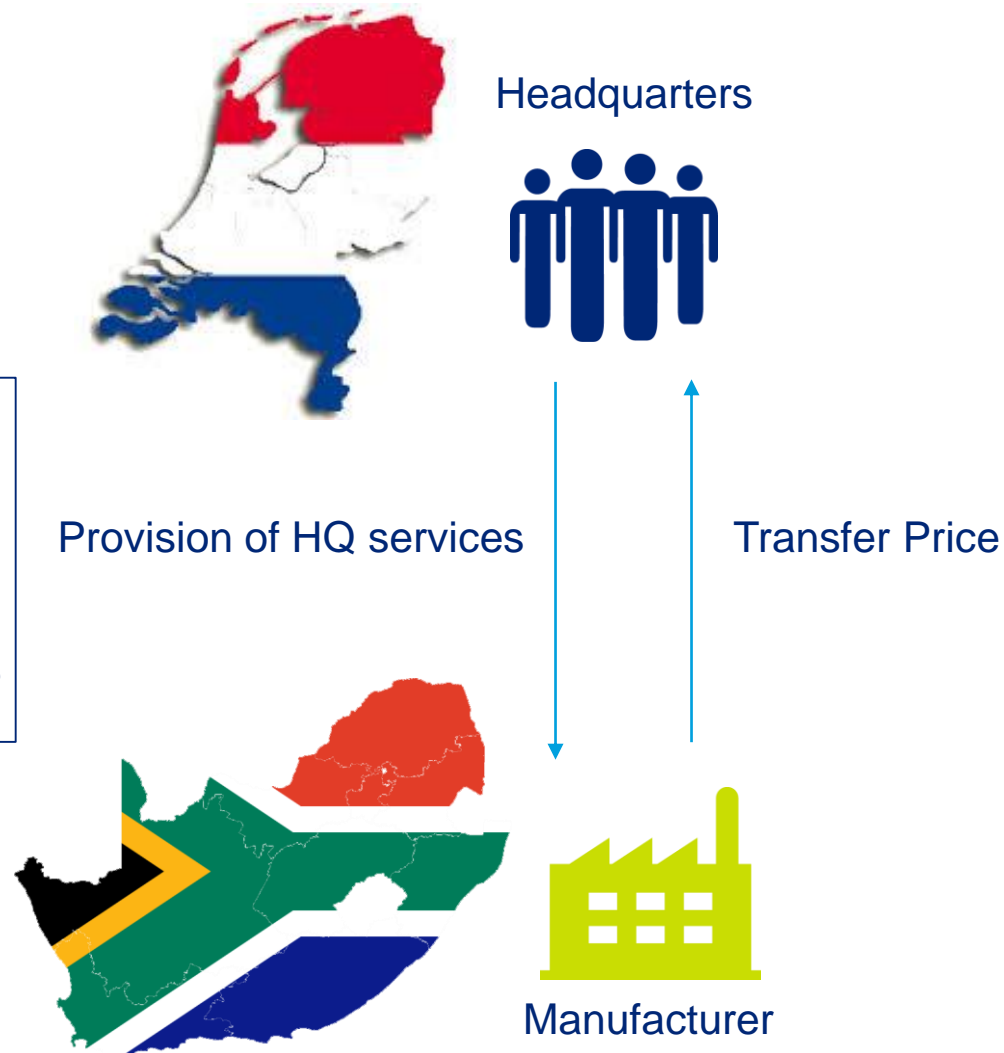 Headquarters
Provision of HQ services
Transfer Price
Manufacturer